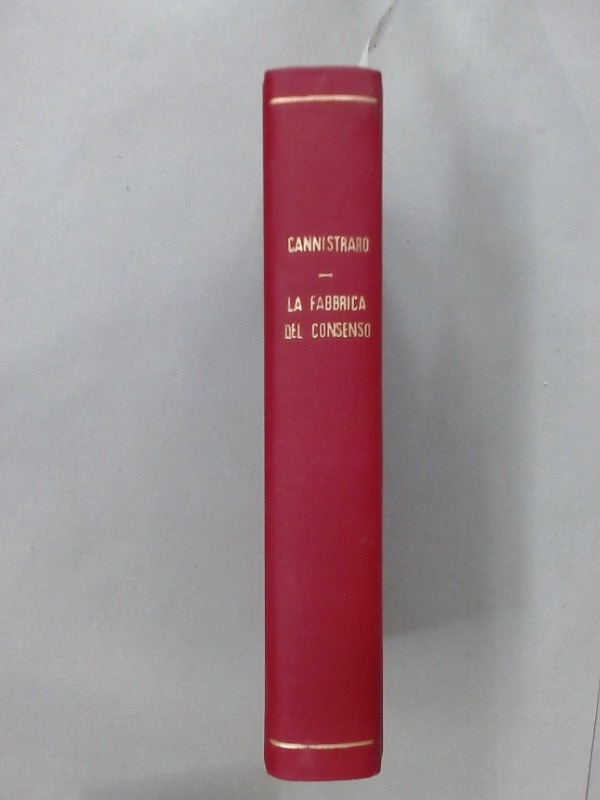 CANNISTRARO
—
LA FABBRICA
DEL CONSENSO